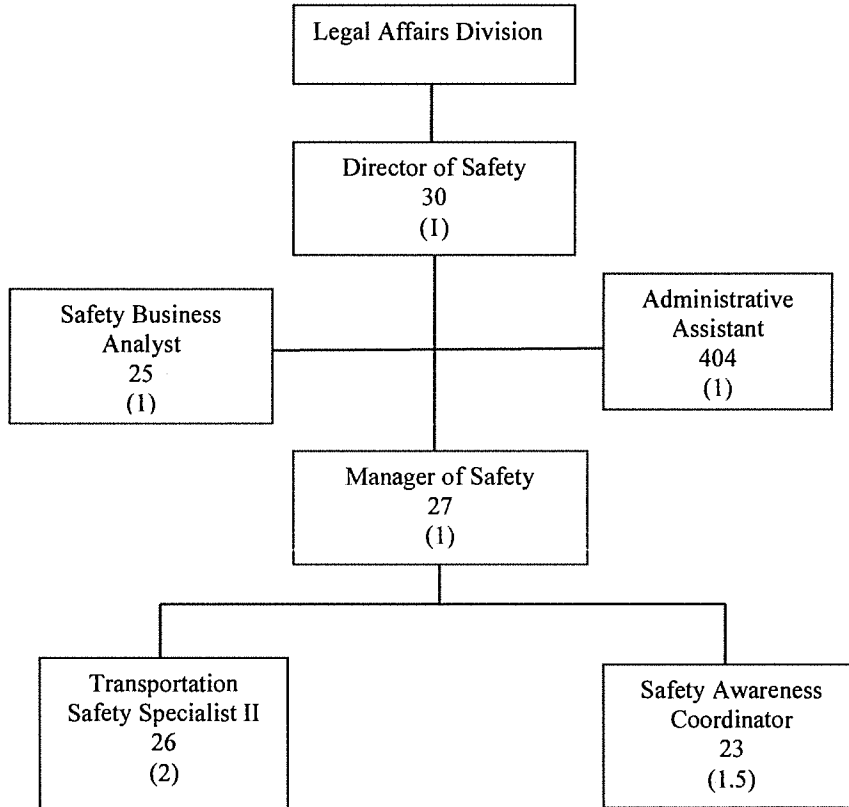 Legal Affairs Division
Director of Safety
30
(1)
Safety Business
Analyst
25
(1)
Administrative
Assistant
404
(1)
Manager of Safety
27
(1)
Transportation
Safety Specialist II
26
(2)
Safety Awareness
Coordinator
23
(1.5)